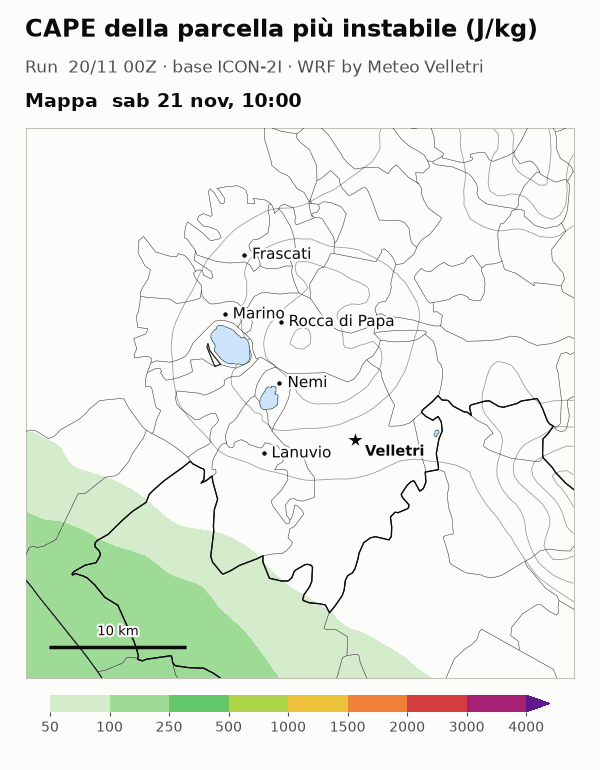 CAPE della parcella più instabile (J/kg)
Run  20/11 00Z · base ICON-2I · WRF by Meteo Velletri
Mappa  sab 21 nov, 10:00
Frascati
Marino
Rocca di Papa
Nemi
Velletri
Lanuvio
10 km
50 100 250 500 1000 1500 2000 3000 4000